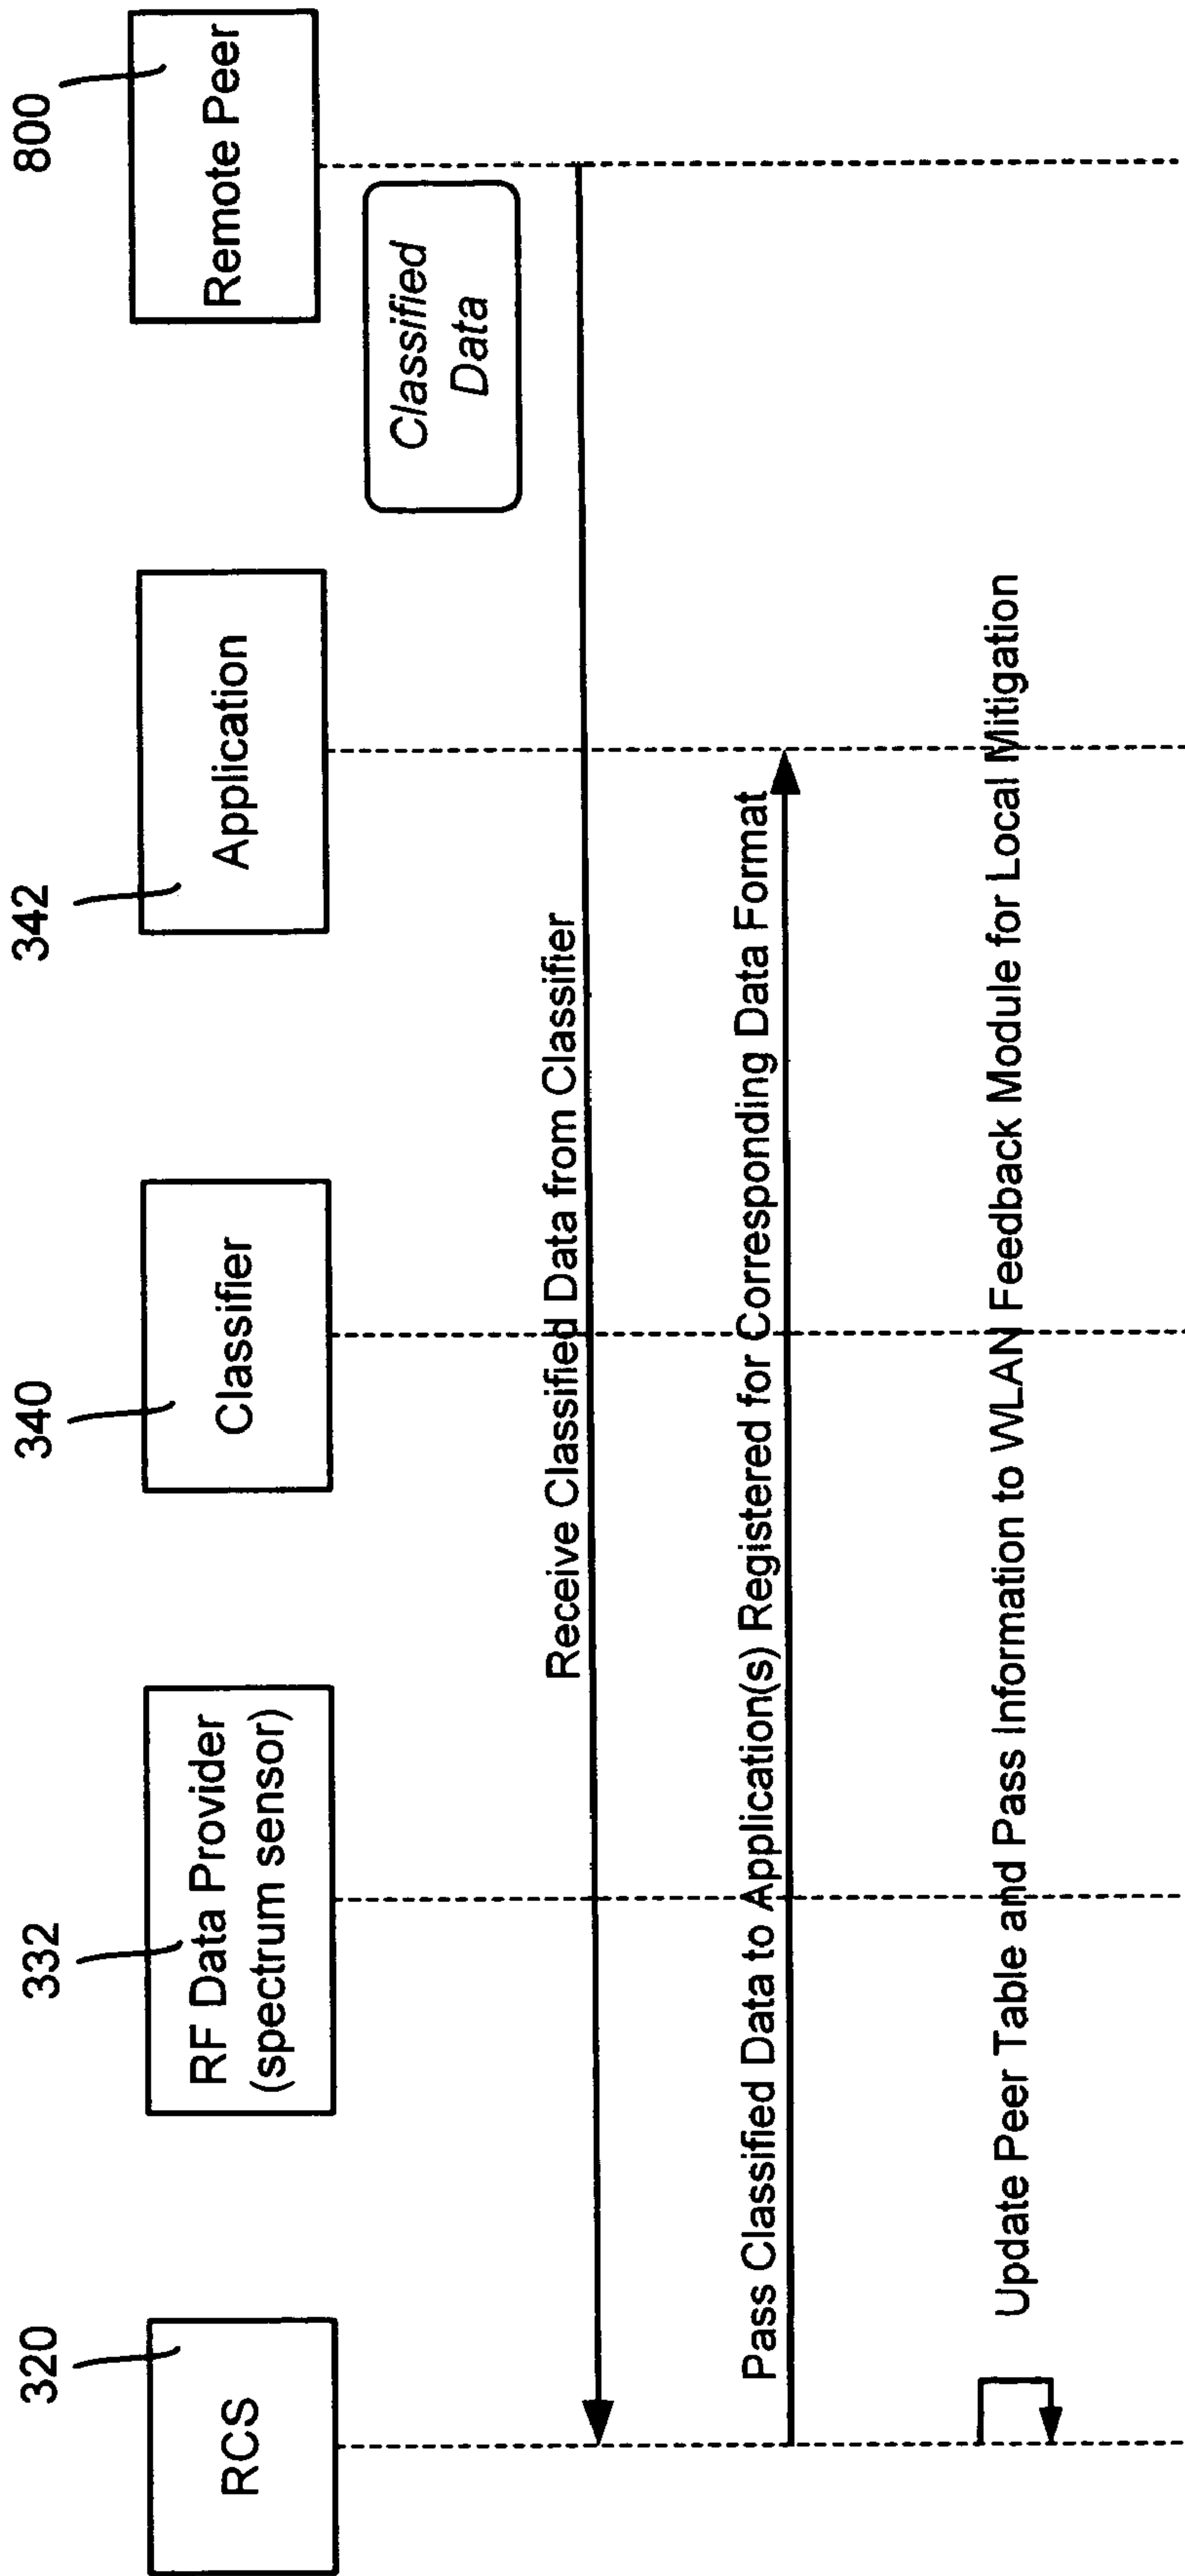 320
332
340
342
800
RCS
RF Data Provider
(spectrum sensor)
Classifier
Application
Remote Peer
Classified
Data
Receive Classified Data from Classifier
Pass Classified Data to Application(s) Registered for Corresponding Data Format
Update Peer Table and Pass Information to WLAN Feedback Module for Local Mitigation